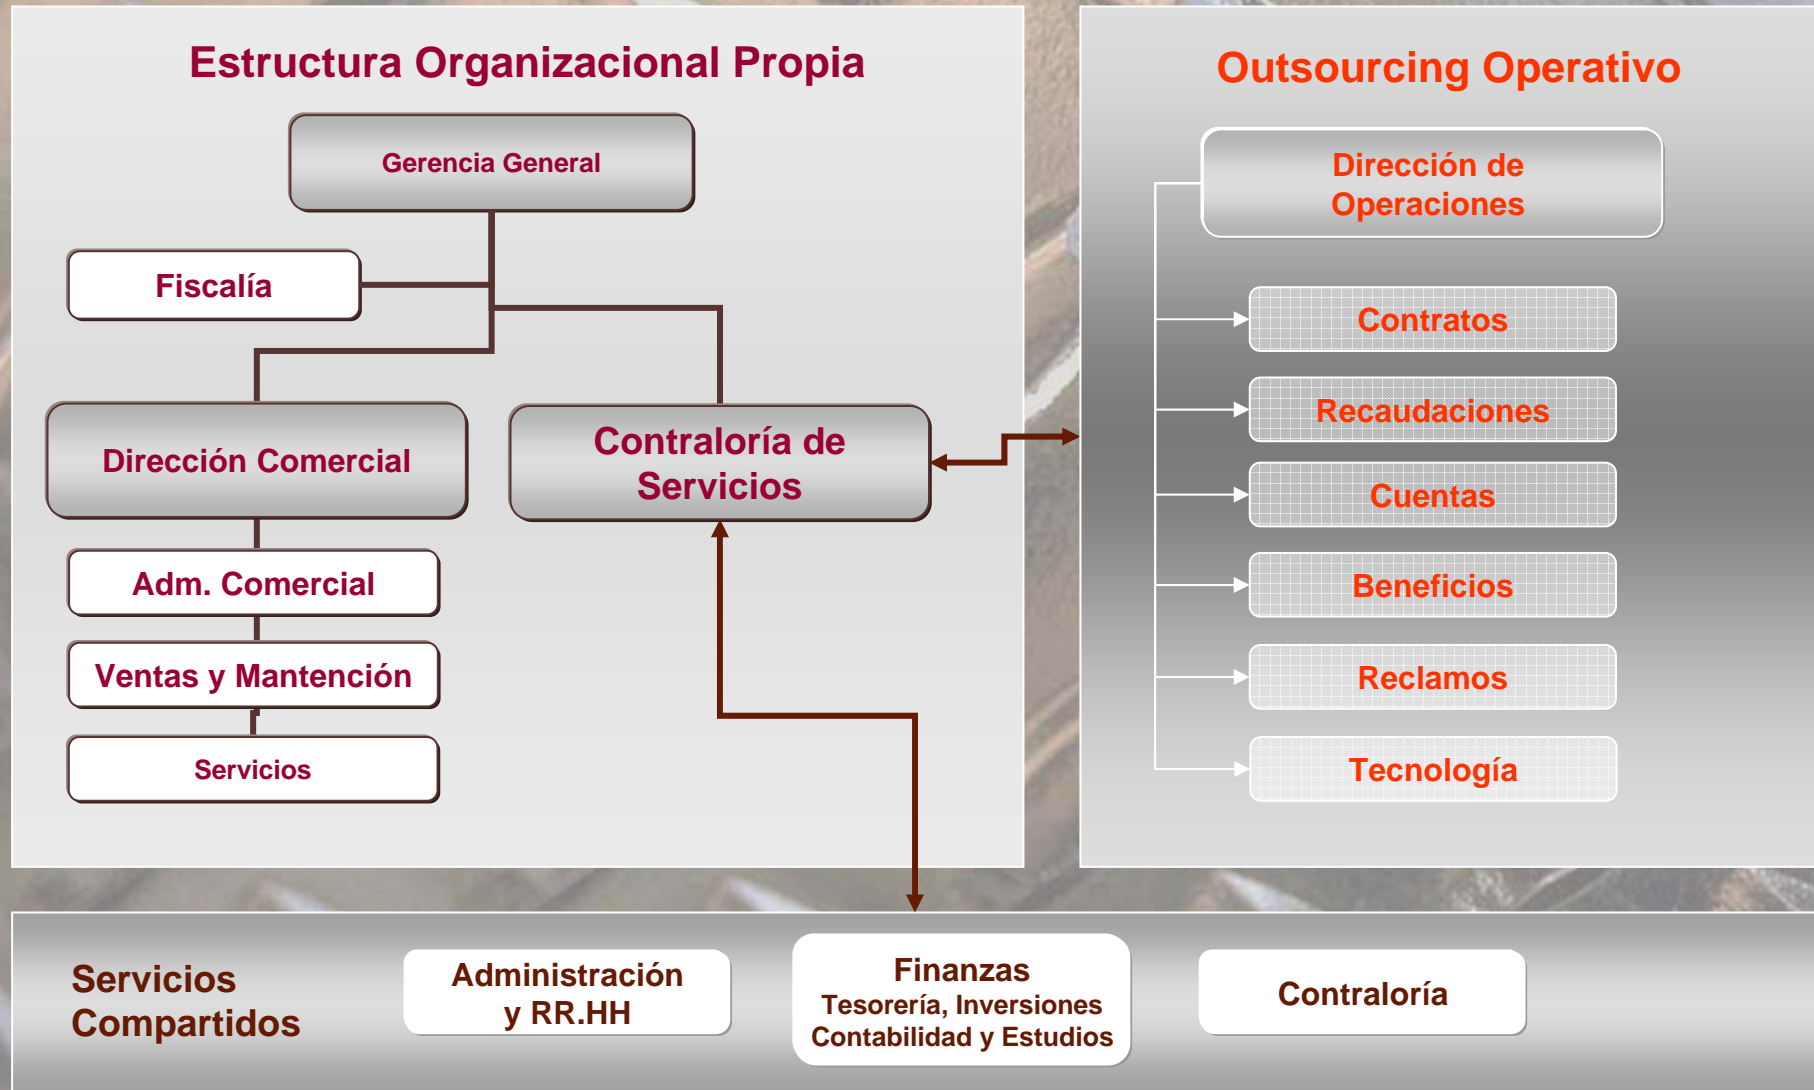 Estructura Organizacional Propia
Gerencia General
Fiscalía
Dirección Comercial
Contraloría de
Servicios
Adm. Comercial
Ventas y Mantención
Servicios
Outsourcing Operativo
Dirección de
Operaciones
Contratos
Recaudaciones
Cuentas
Beneficios
Reclamos
Tecnología
Servicios
Compartidos
Administración
y RR.HH
Finanzas
Tesorería, Inversiones
Contabilidad y Estudios
Contraloría